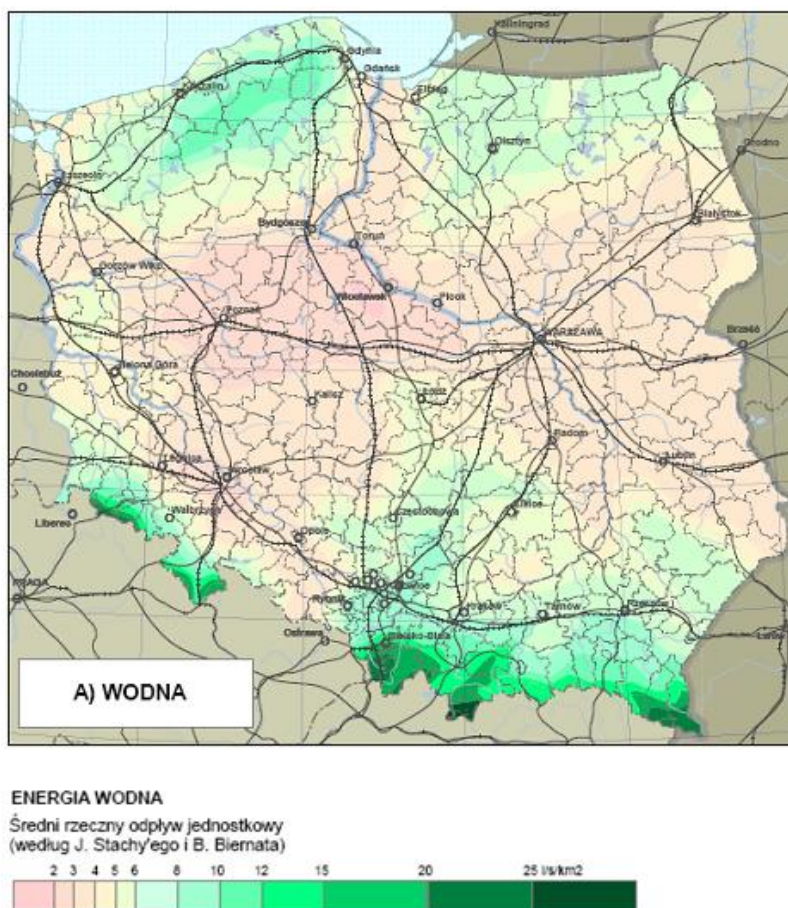 Kaliningrad
Gdynia
Gdańsk
Koszalin
Elbląg
Olsztyn
Grodno
Szczecin
Białystok
Bydgoszcz
Toruń
Gorzów Wlkp.
Włocławek
Płock
Poznań
WARSZAWA
Brześć
Zielona Góra
Chociebuż
Kalisz
Łódź
Radom
Lublin
Legnica
Wrocław
Wałbrzych
Liberec
Częstochowa
Kielce
Opole
PRAGA
Rybnik
Kraków
Tarnów
Rzeszów
Ostrawa
Bielsko-Biała
A) WODNA
ENERGIA WODNA
Średni rzeczny odpływ jednostkowy
(według J. Stachy'ego i B. Biernata)
2 3 4 5 6 8 10 12 15 20 25 l/s/km2